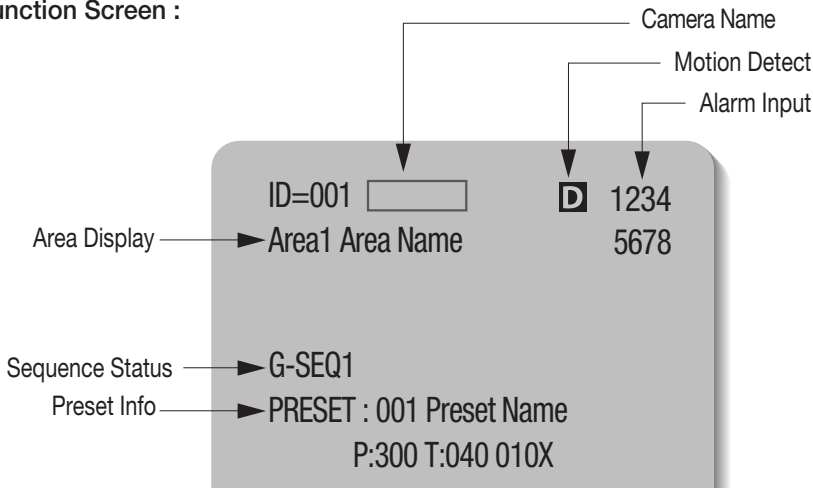 unction Screen :
Camera Name
Motion Detect
Alarm Input
ID=001 D 1234
Area Display Area1 Area Name 5678
Sequence Status G-SEQ1
Preset Info PRESET : 001 Preset Name
P:300 T:040 010X